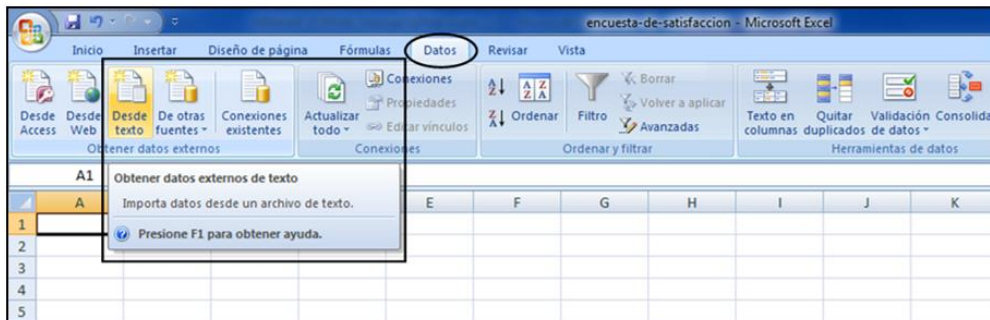 encuesta-de-satisfaccion - Microsoft Excel
Inicio Insertar Diseño de página Fórmulas Datos Revisar Vista
Desde Access
Desde Web
Desde texto
De otras fuentes
Conexiones existentes
Obtener datos externos
Actualizar todo
Conexiones
Propiedades
Editar vínculos
Conexiones
Ordenar
Filtro
Borrar
Volver a aplicar
Avanzadas
Ordenar y filtrar
Texto en columnas
Quitar duplicados
Validación de datos
Consolida
Herramientas de datos
A1
Obtener datos externos de texto
Importa datos desde un archivo de texto.
Presione F1 para obtener ayuda.
A E F G H I J K
1
2
3
4
5